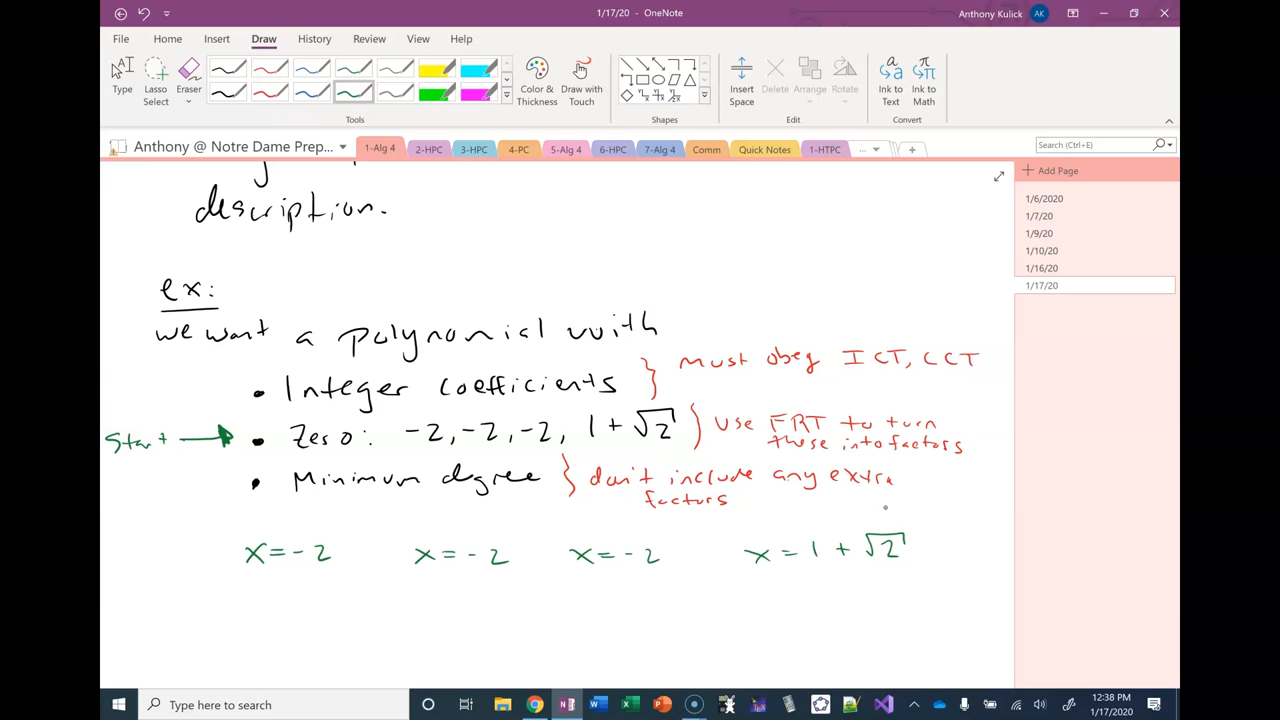 1/17/20 - OneNote
Anthony Kulick
AK
File Home Insert Draw History Review View Help
Type
Lasso Select
Eraser
Color & Thickness
Draw with Touch
Insert Space
Delete
Arrange
Rotate
Ink to Text
Ink to Math
Tools
Shapes
Edit
Convert
Anthony @ Notre Dame Prep...
1-Alg 4 2-HPC 3-HPC 4-PC 5-Alg 4 6-HPC 7-Alg 4 Comm Quick Notes 1-HTPC ...
Search (Ctrl+E)
Add Page
1/6/2020
1/7/20
1/9/20
1/10/20
1/16/20
1/17/20
description.
ex:
we want a polynomial with
• Integer coefficients } must obey ICT, CCT
Start → • Zero: -2, -2, -2, 1 + √2 } use FRT to turn these into factors
• Minimum degree } don't include any extra factors
x = -2 x = -2 x = -2 x = 1 + √2
Type here to search
12:38 PM
1/17/2020